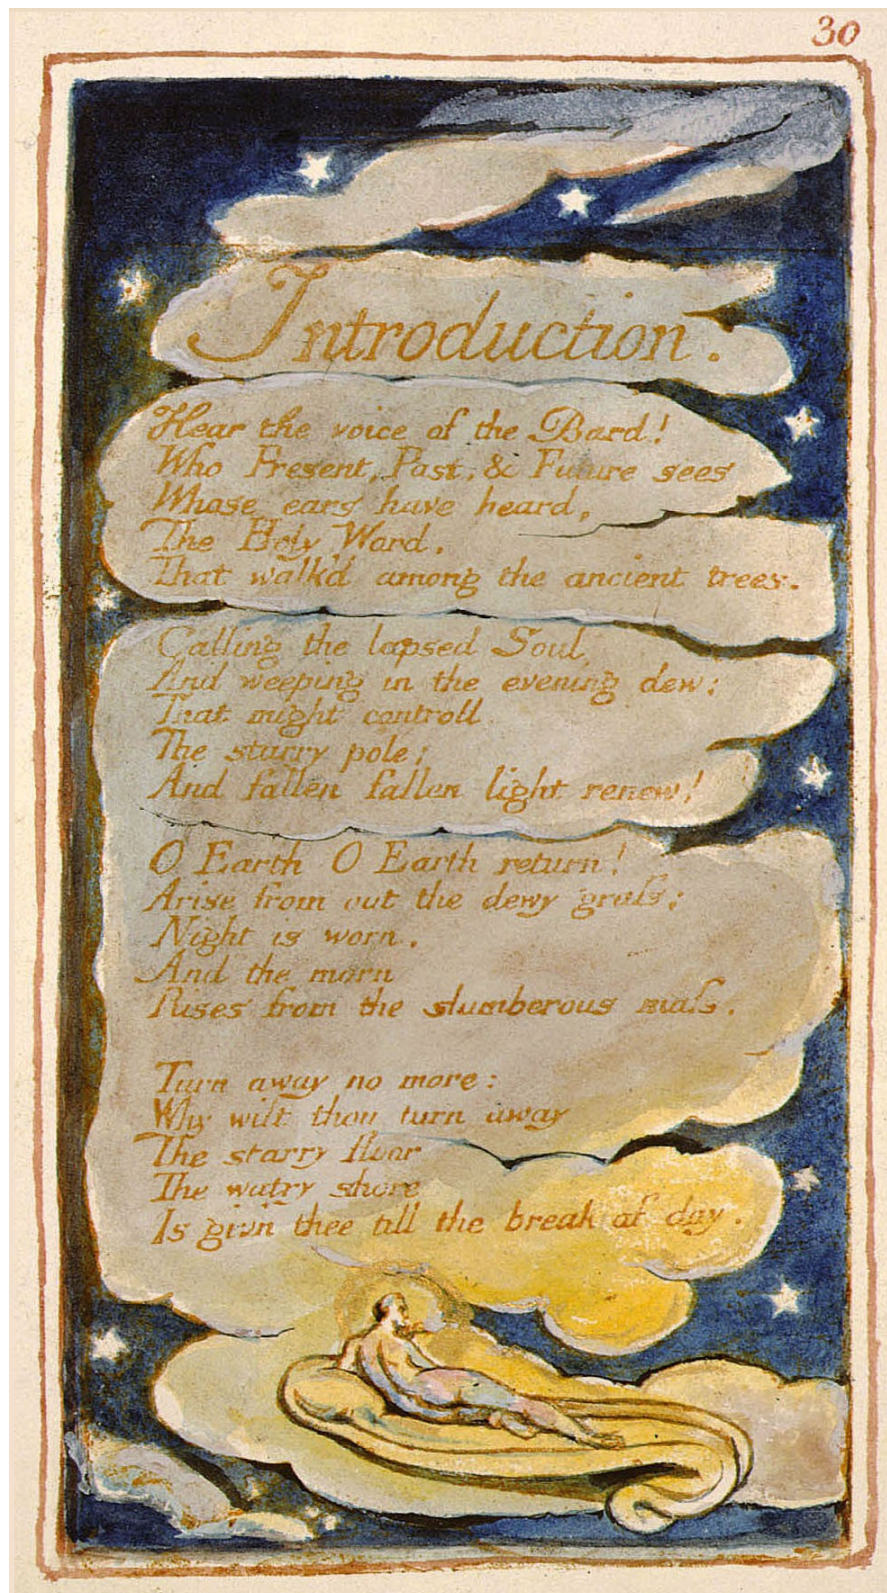 30
Introduction.
Hear the voice of the Bard!
Who Present, Past, & Future sees
Whose ears have heard,
The Holy Word,
That walk'd among the ancient trees.
Calling the lapsed Soul
And weeping in the evening dew:
That might controll
The starry pole;
And fallen fallen light renew!
O Earth O Earth return!
Arise from out the dewy graſs;
Night is worn,
And the morn
Rises from the slumberous maſs.
Turn away no more:
Why wilt thou turn away
The starry floor
The watry shore
Is giv'n thee till the break of day.